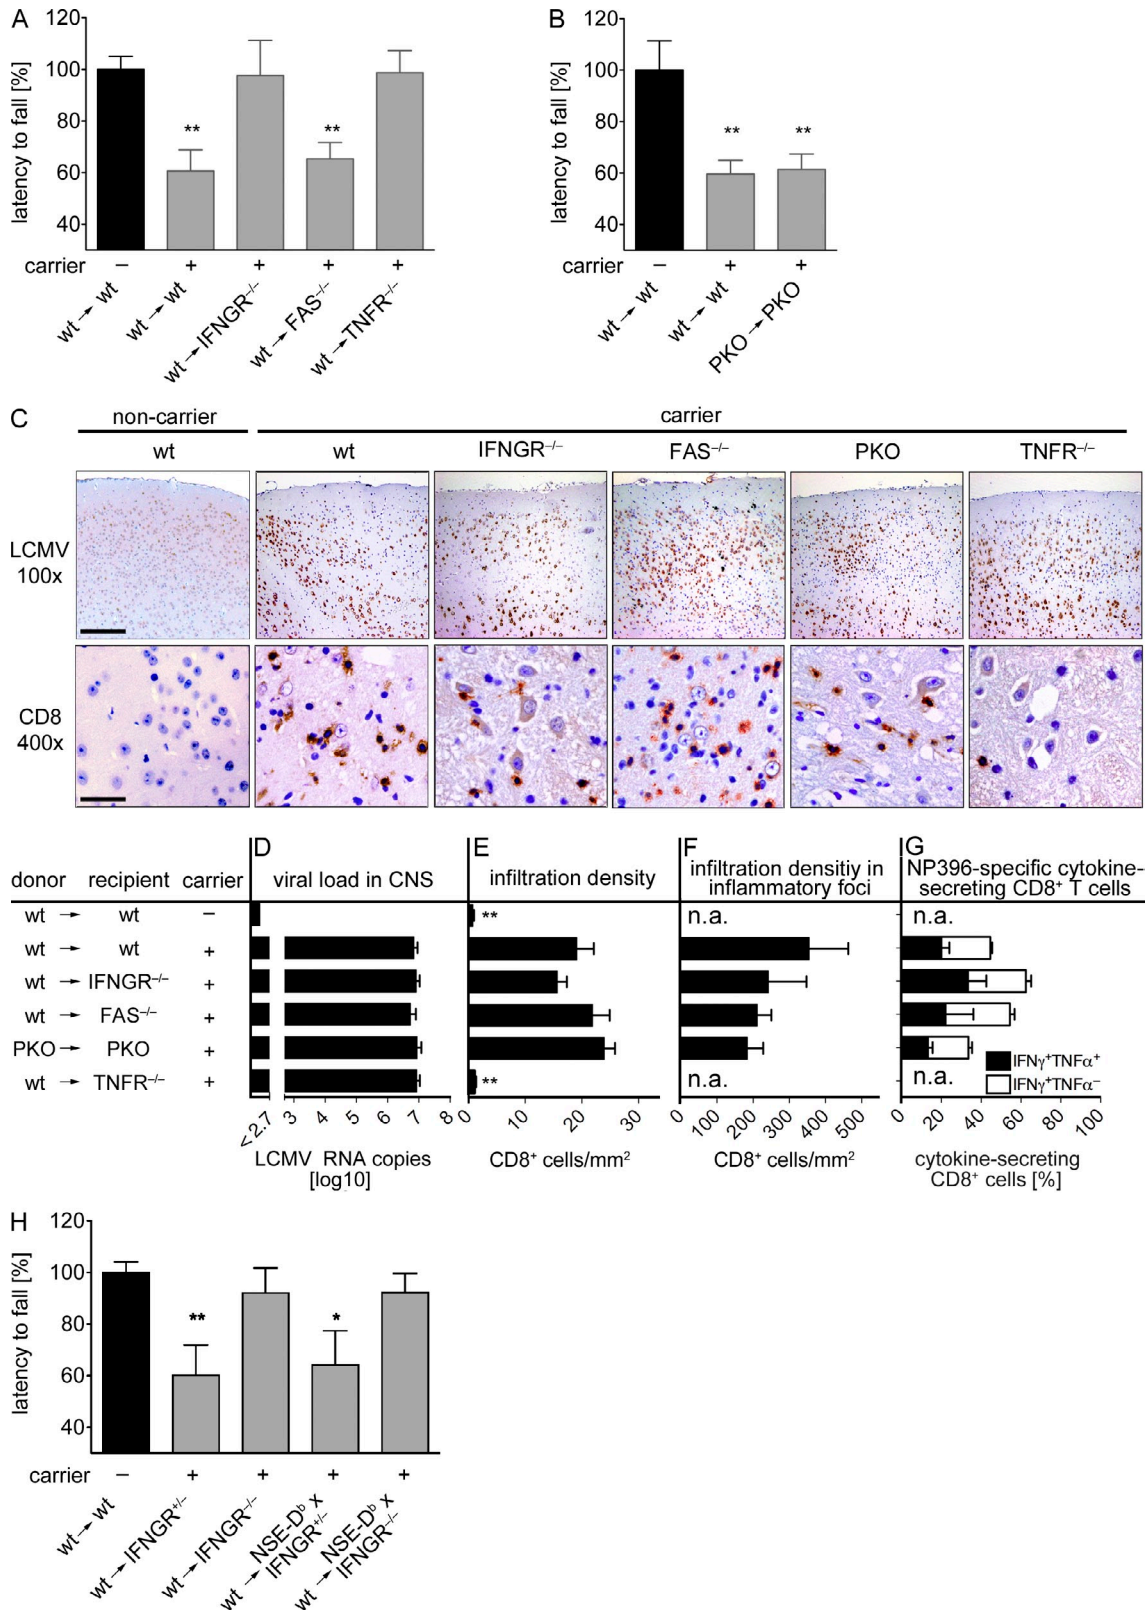 A
120
100
80
60
40
latency to fall [%]
carrier – + + + +
wt → wt
wt → wt
wt → IFNGR–/–
wt → FAS–/–
wt → TNFR–/–
** **
B
120
100
80
60
40
latency to fall [%]
carrier – + +
wt → wt
wt → wt
PKO → PKO
** **
C
non-carrier carrier
wt wt IFNGR–/– FAS–/– PKO TNFR–/–
LCMV
100x
CD8
400x
donor recipient carrier
wt → wt –
wt → wt +
wt → IFNGR–/– +
wt → FAS–/– +
PKO → PKO +
wt → TNFR–/– +
D
viral load in CNS
<2.7 3 4 5 6 7 8
LCMV RNA copies
[log10]
E
infiltration density
**
**
0 10 20 30
CD8+ cells/mm2
F
infiltration densitiy in
inflammatory foci
n.a.
n.a.
0 100 200 300 400 500
CD8+ cells/mm2
G
NP396-specific cytokine-
secreting CD8+ T cells
n.a.
n.a.
IFNγ+TNFα+
IFNγ+TNFα–
0 20 40 60 80 100
cytokine-secreting
CD8+ cells [%]
H
120
100
80
60
40
latency to fall [%]
** *
carrier – + + + +
wt → wt
wt → IFNGR+/–
wt → IFNGR–/–
wt → NSE-Db x
IFNGR+/–
wt → NSE-Db x
IFNGR–/–